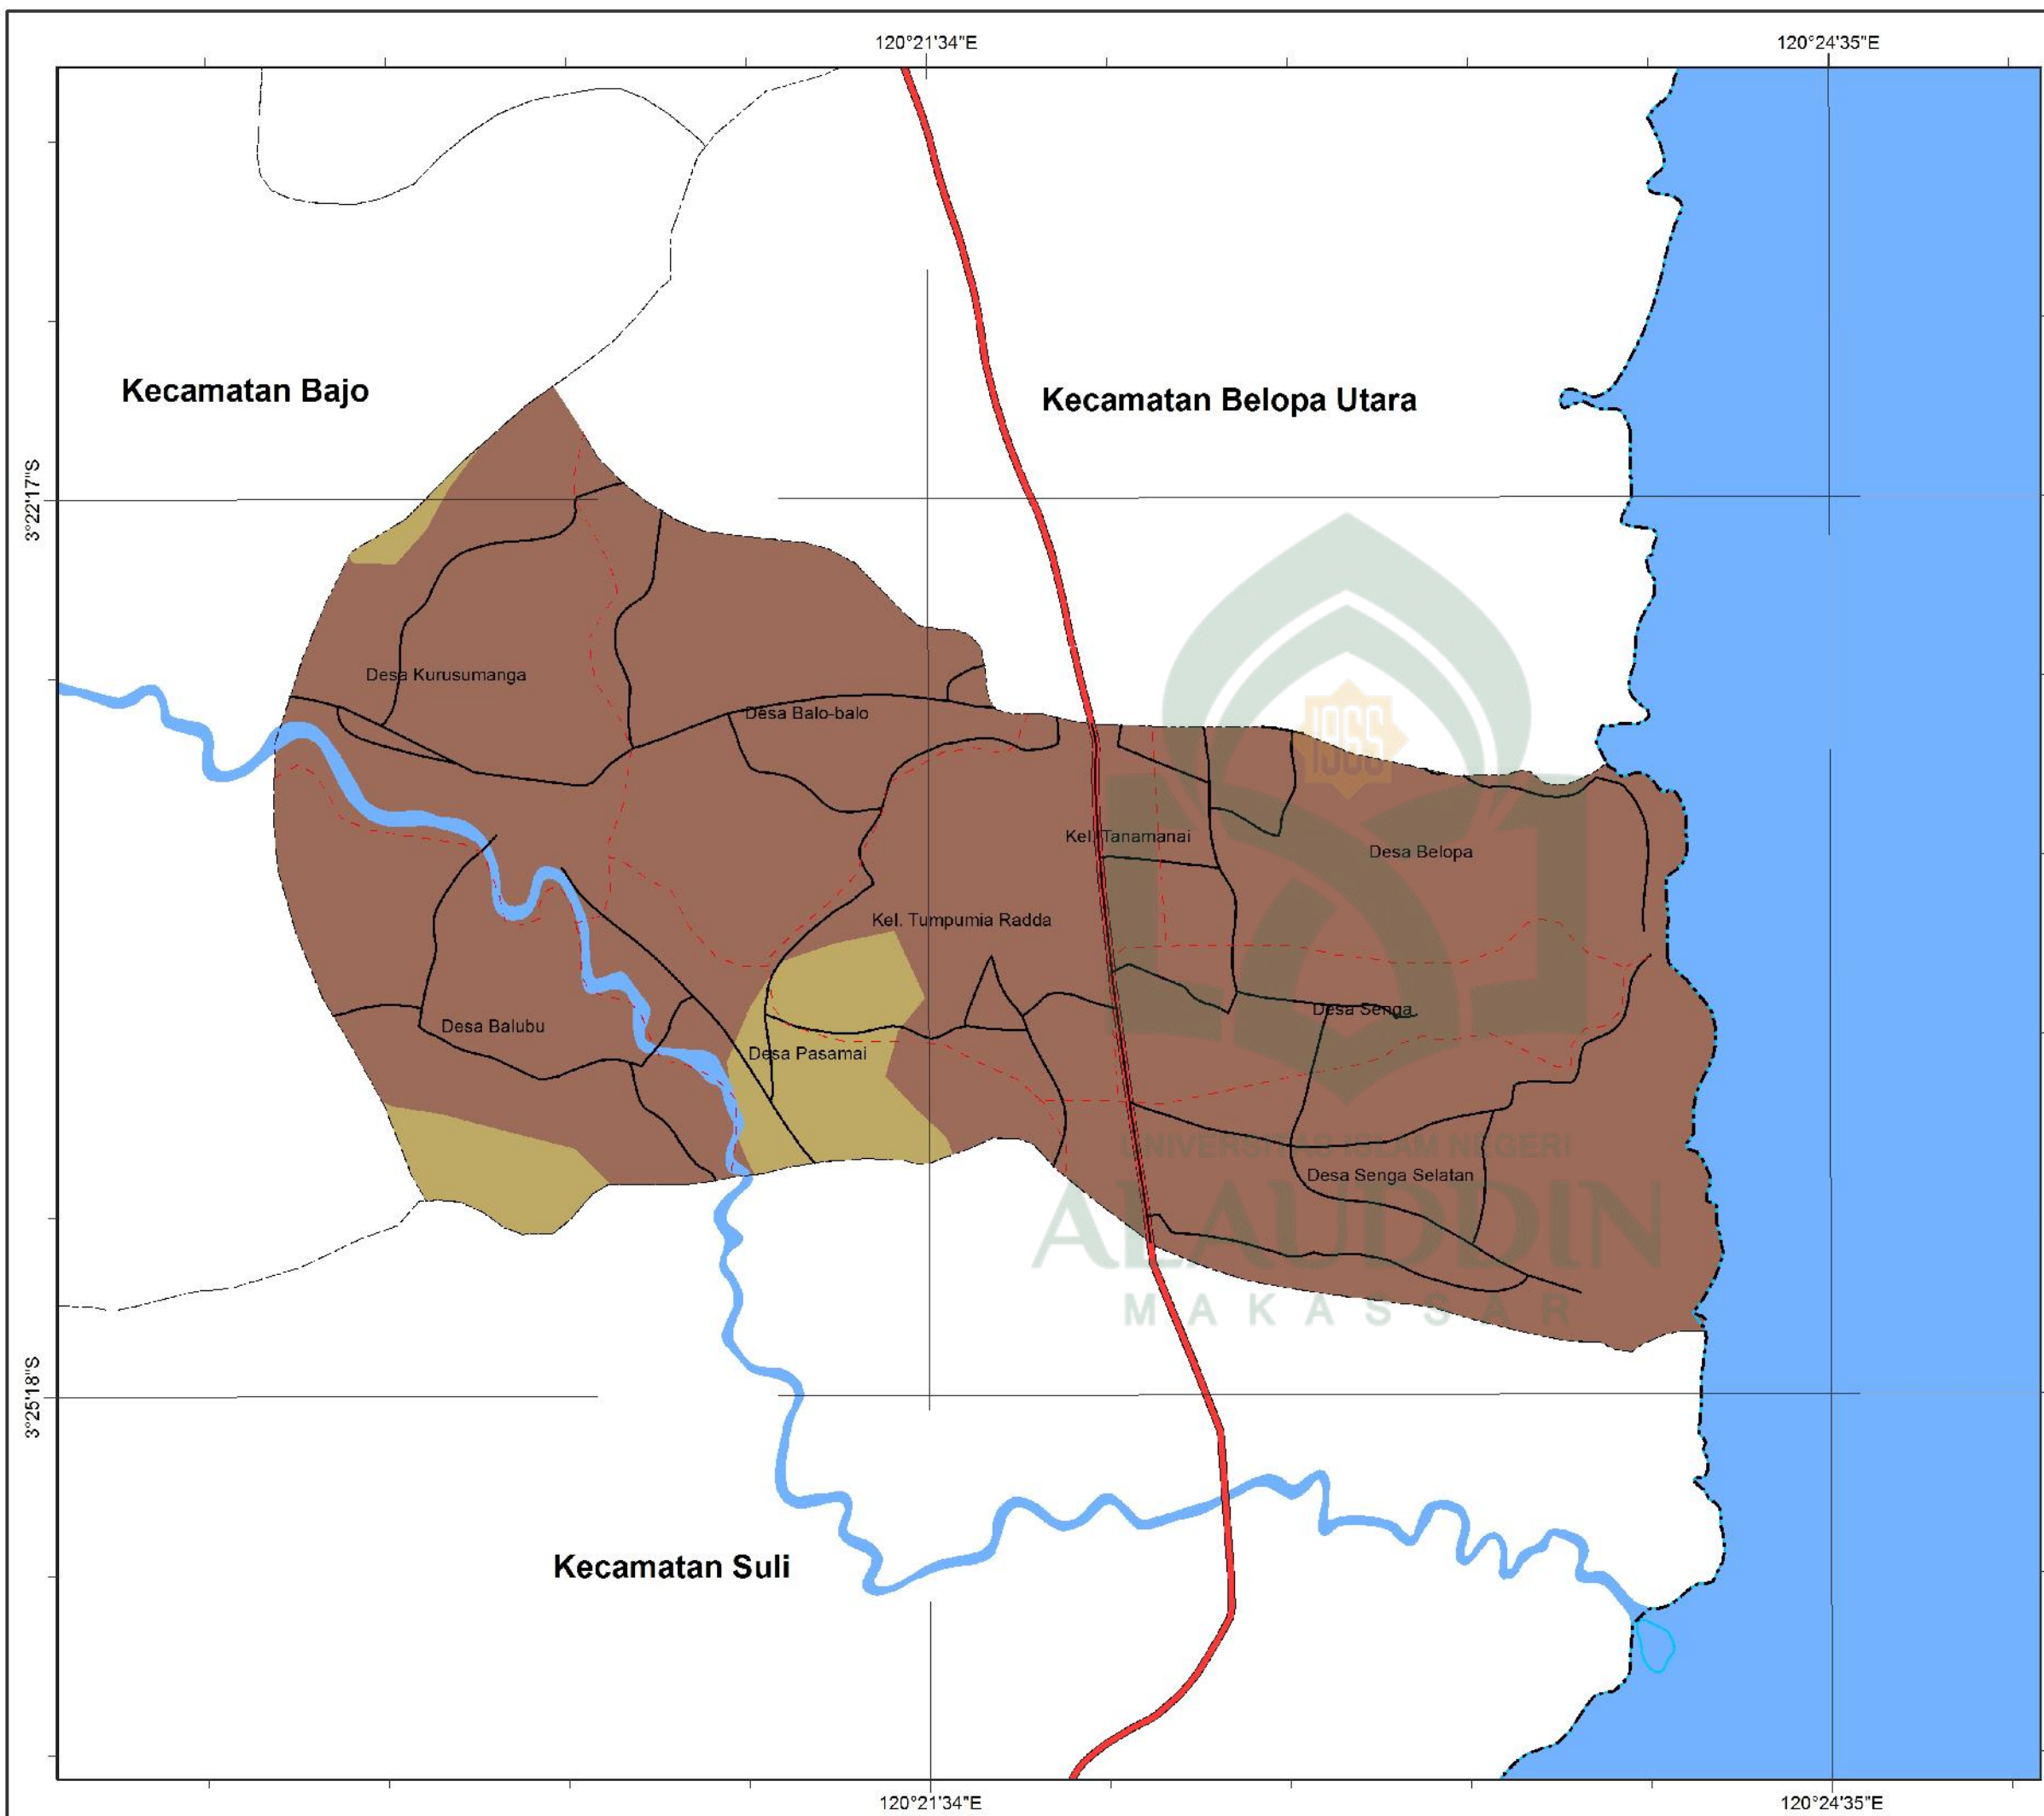 120°21'34"E
120°24'35"E
Kecamatan Bajo
Kecamatan Belopa Utara
3°22'17"S
1965
Desa Kurusumanga
Desa Balo-balo
Kel. Tanamanai
Desa Belopa
Kel. Tumpumia Radda
Desa Senga
Desa Balubu
Desa Pasamai
UNIVERSITAS ISLAM NEGERI
Desa Senga Selatan
ALAUDDIN
MAKASSAR
3°25'18"S
Kecamatan Suli
120°21'34"E
120°24'35"E